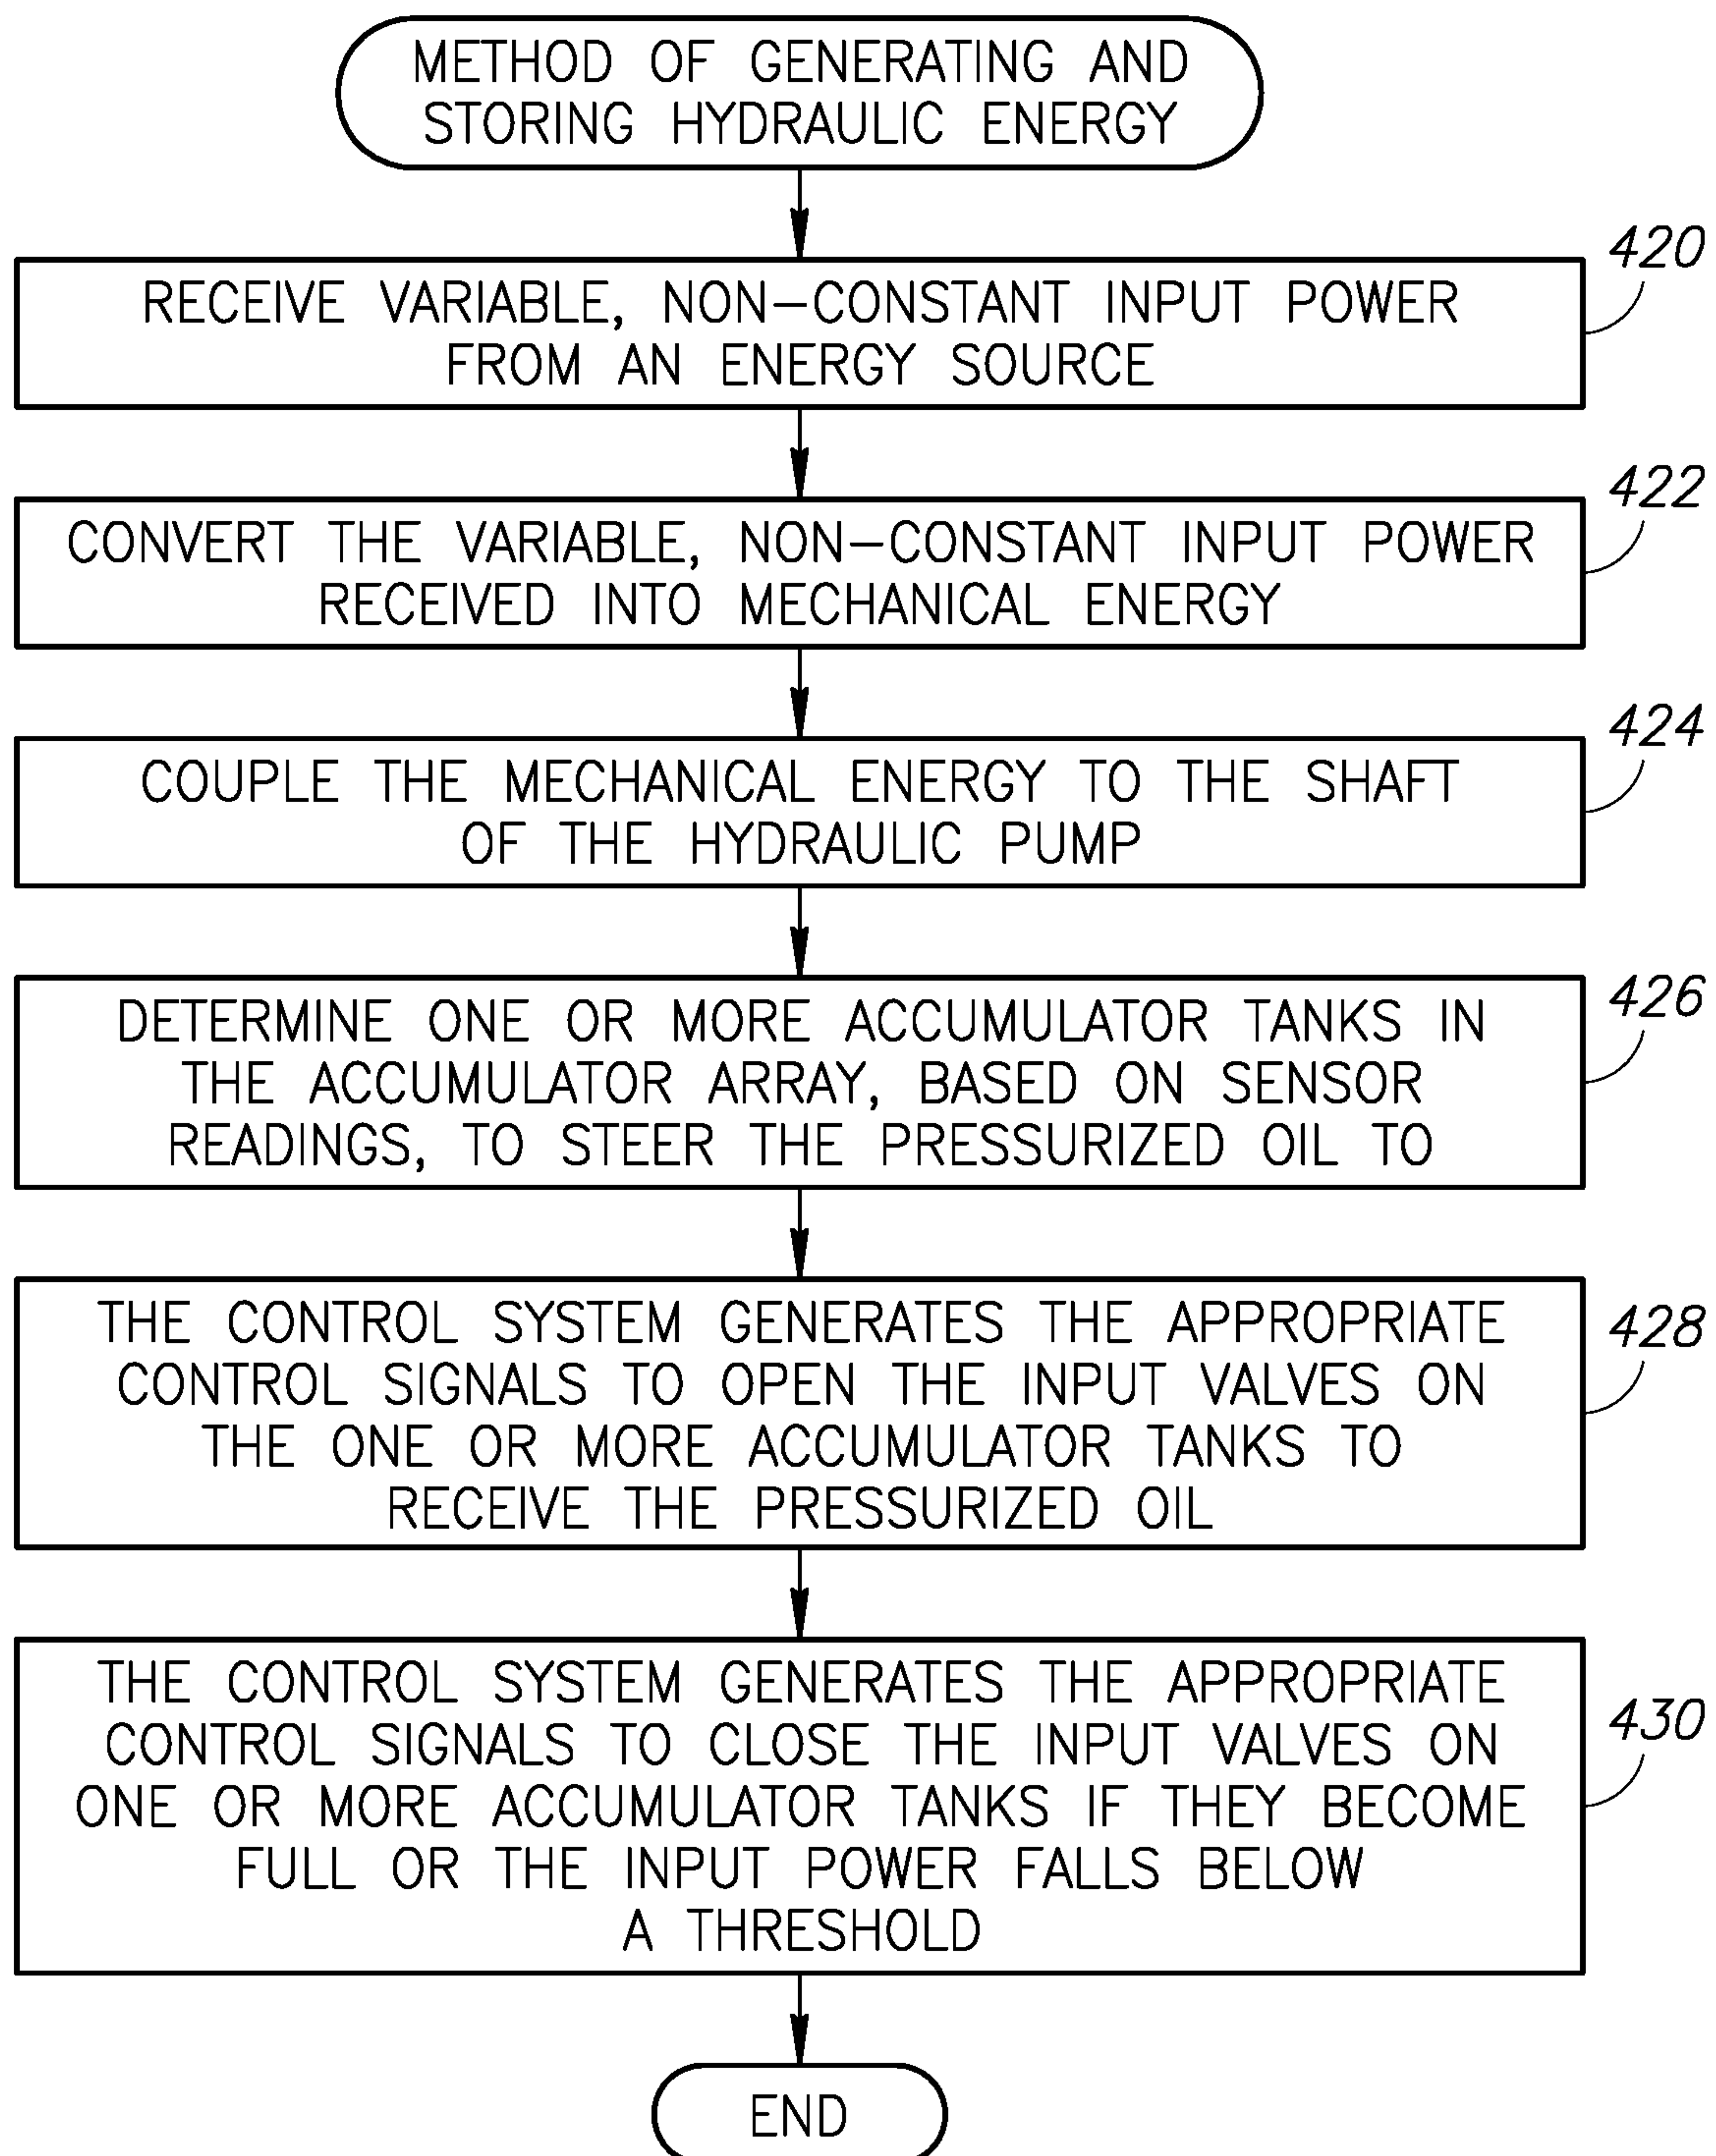 METHOD OF GENERATING AND
STORING HYDRAULIC ENERGY
420
RECEIVE VARIABLE, NON-CONSTANT INPUT POWER
FROM AN ENERGY SOURCE
422
CONVERT THE VARIABLE, NON-CONSTANT INPUT POWER
RECEIVED INTO MECHANICAL ENERGY
424
COUPLE THE MECHANICAL ENERGY TO THE SHAFT
OF THE HYDRAULIC PUMP
426
DETERMINE ONE OR MORE ACCUMULATOR TANKS IN
THE ACCUMULATOR ARRAY, BASED ON SENSOR
READINGS, TO STEER THE PRESSURIZED OIL TO
428
THE CONTROL SYSTEM GENERATES THE APPROPRIATE
CONTROL SIGNALS TO OPEN THE INPUT VALVES ON
THE ONE OR MORE ACCUMULATOR TANKS TO
RECEIVE THE PRESSURIZED OIL
430
THE CONTROL SYSTEM GENERATES THE APPROPRIATE
CONTROL SIGNALS TO CLOSE THE INPUT VALVES ON
ONE OR MORE ACCUMULATOR TANKS IF THEY BECOME
FULL OR THE INPUT POWER FALLS BELOW
A THRESHOLD
END